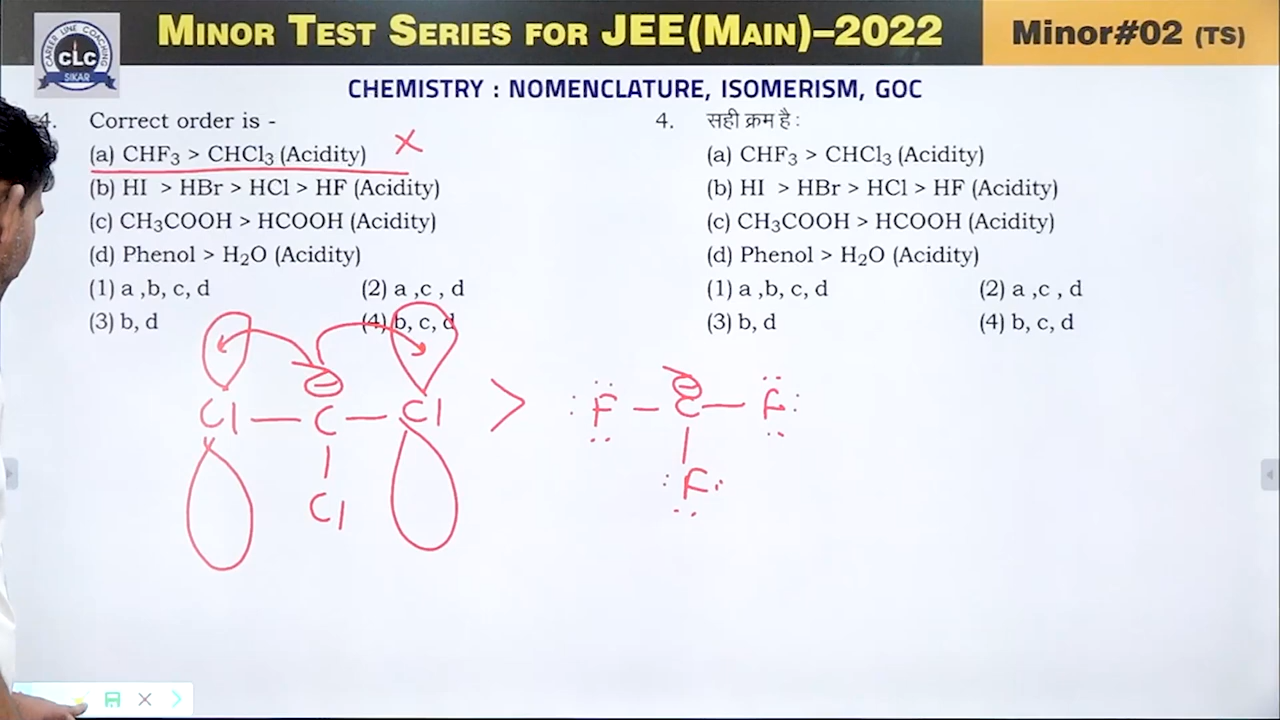 CAREER LINE COACHING
CLC
SIKAR
MINOR TEST SERIES FOR JEE(MAIN)–2022
Minor#02 (TS)
CHEMISTRY : NOMENCLATURE, ISOMERISM, GOC
4. Correct order is -
(a) CHF₃ > CHCl₃ (Acidity) ×
(b) HI > HBr > HCl > HF (Acidity)
(c) CH₃COOH > HCOOH (Acidity)
(d) Phenol > H₂O (Acidity)
(1) a ,b, c, d (2) a ,c , d
(3) b, d (4) b, c, d
4. सही क्रम है :
(a) CHF₃ > CHCl₃ (Acidity)
(b) HI > HBr > HCl > HF (Acidity)
(c) CH₃COOH > HCOOH (Acidity)
(d) Phenol > H₂O (Acidity)
(1) a ,b, c, d (2) a ,c , d
(3) b, d (4) b, c, d
Cl — C — Cl > F — C — F
Cl F